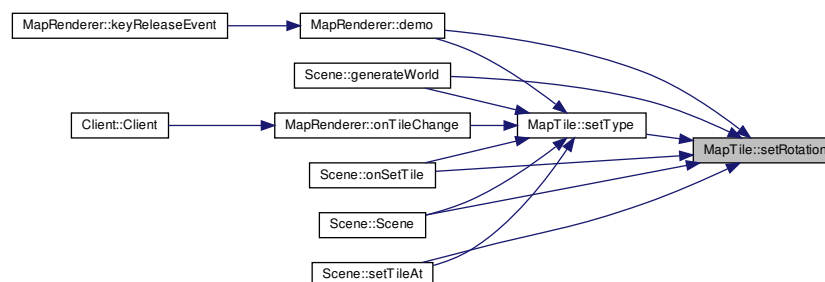 MapRenderer::keyReleaseEvent
MapRenderer::demo
Scene::generateWorld
Client::Client
MapRenderer::onTileChange
MapTile::setType
MapTile::setRotation
Scene::onSetTile
Scene::Scene
Scene::setTileAt